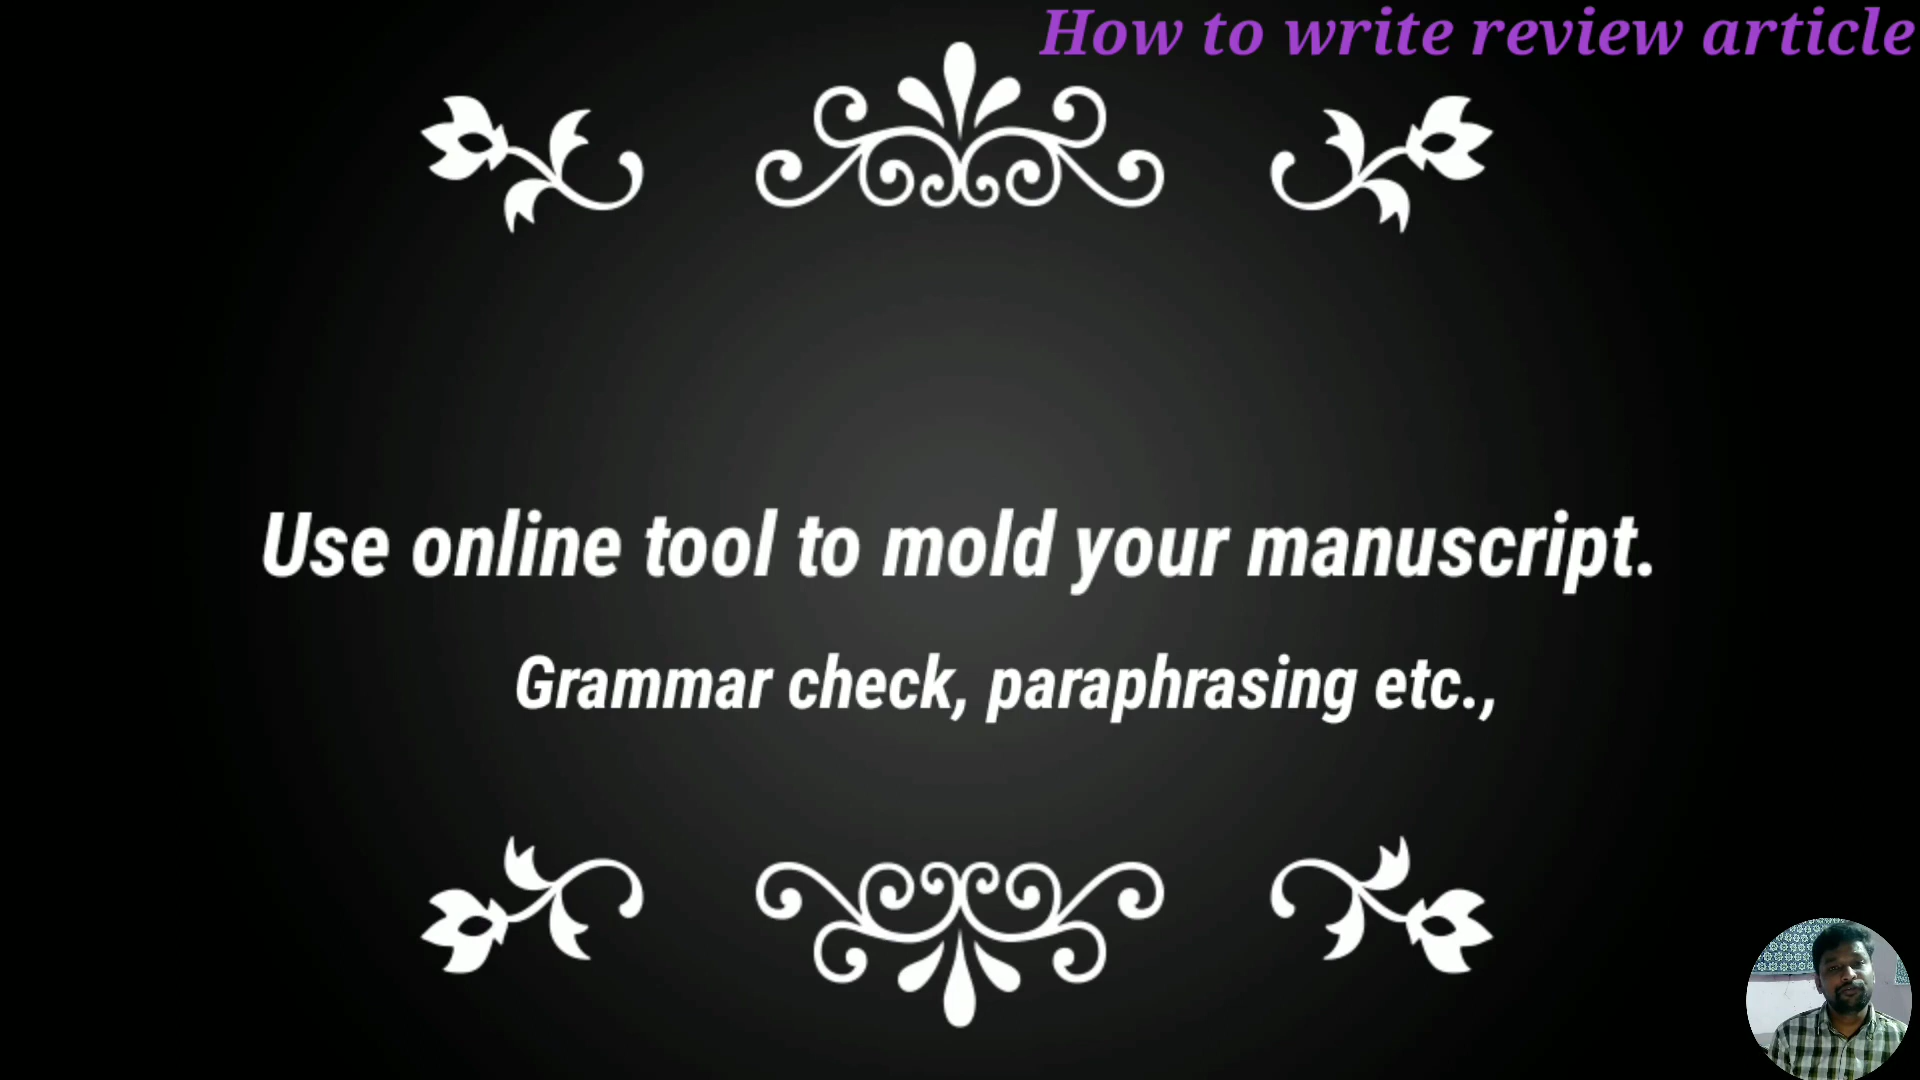 How to write review article
Use online tool to mold your manuscript.
Grammar check, paraphrasing etc.,